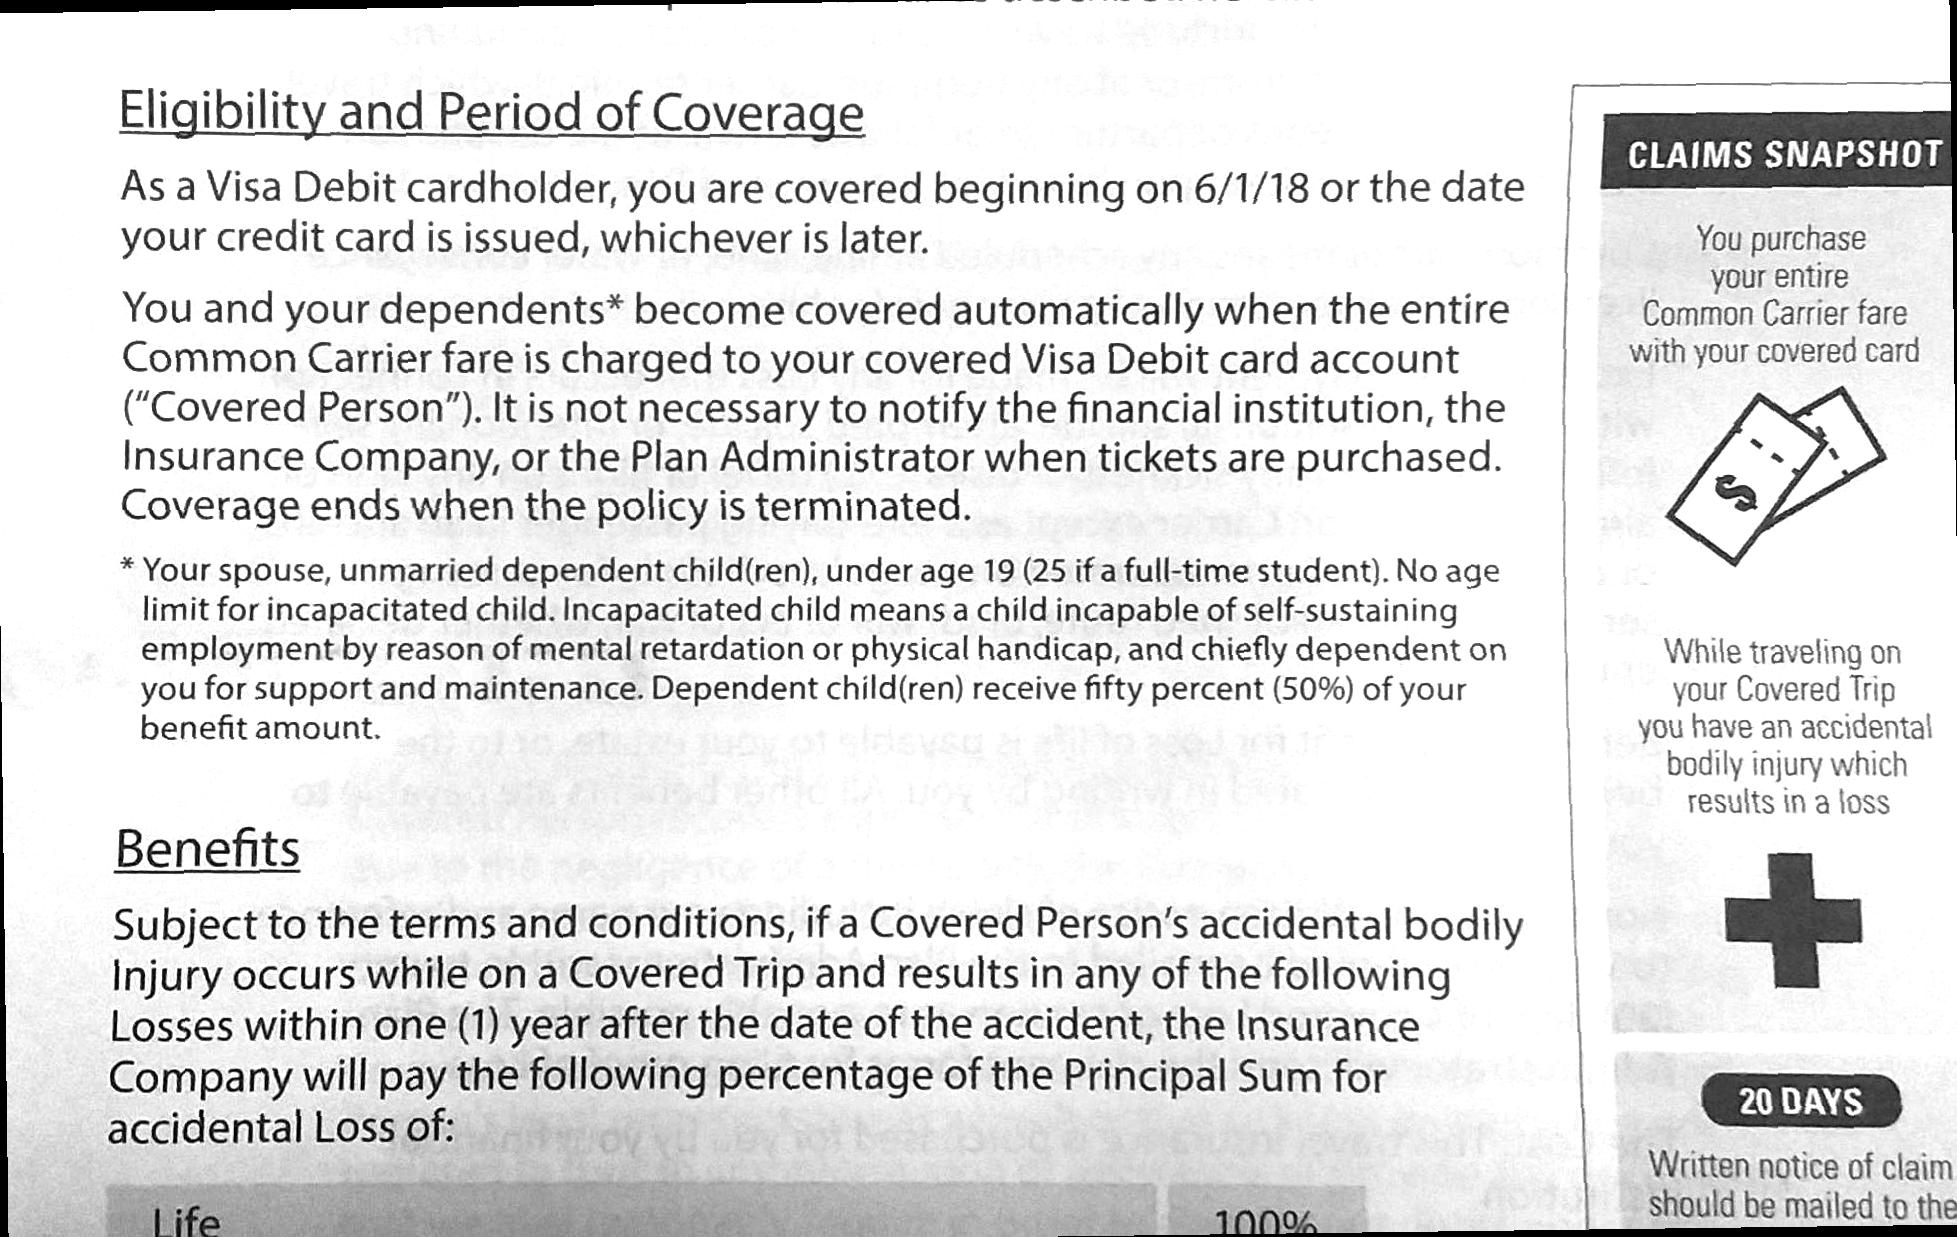 Eligibility and Period of Coverage
As a Visa Debit cardholder, you are covered beginning on 6/1/18 or the date
your credit card is issued, whichever is later.
You and your dependents* become covered automatically when the entire
Common Carrier fare is charged to your covered Visa Debit card account
("Covered Person"). It is not necessary to notify the financial institution, the
Insurance Company, or the Plan Administrator when tickets are purchased.
Coverage ends when the policy is terminated.
* Your spouse, unmarried dependent child(ren), under age 19 (25 if a full-time student). No age
limit for incapacitated child. Incapacitated child means a child incapable of self-sustaining
employment by reason of mental retardation or physical handicap, and chiefly dependent on
you for support and maintenance. Dependent child(ren) receive fifty percent (50%) of your
benefit amount.
Benefits
Subject to the terms and conditions, if a Covered Person's accidental bodily
Injury occurs while on a Covered Trip and results in any of the following
Losses within one (1) year after the date of the accident, the Insurance
Company will pay the following percentage of the Principal Sum for
accidental Loss of:
Life 100%
CLAIMS SNAPSHOT
You purchase
your entire
Common Carrier fare
with your covered card
$
While traveling on
your Covered Trip
you have an accidental
bodily injury which
results in a loss
20 DAYS
Written notice of claim
should be mailed to the